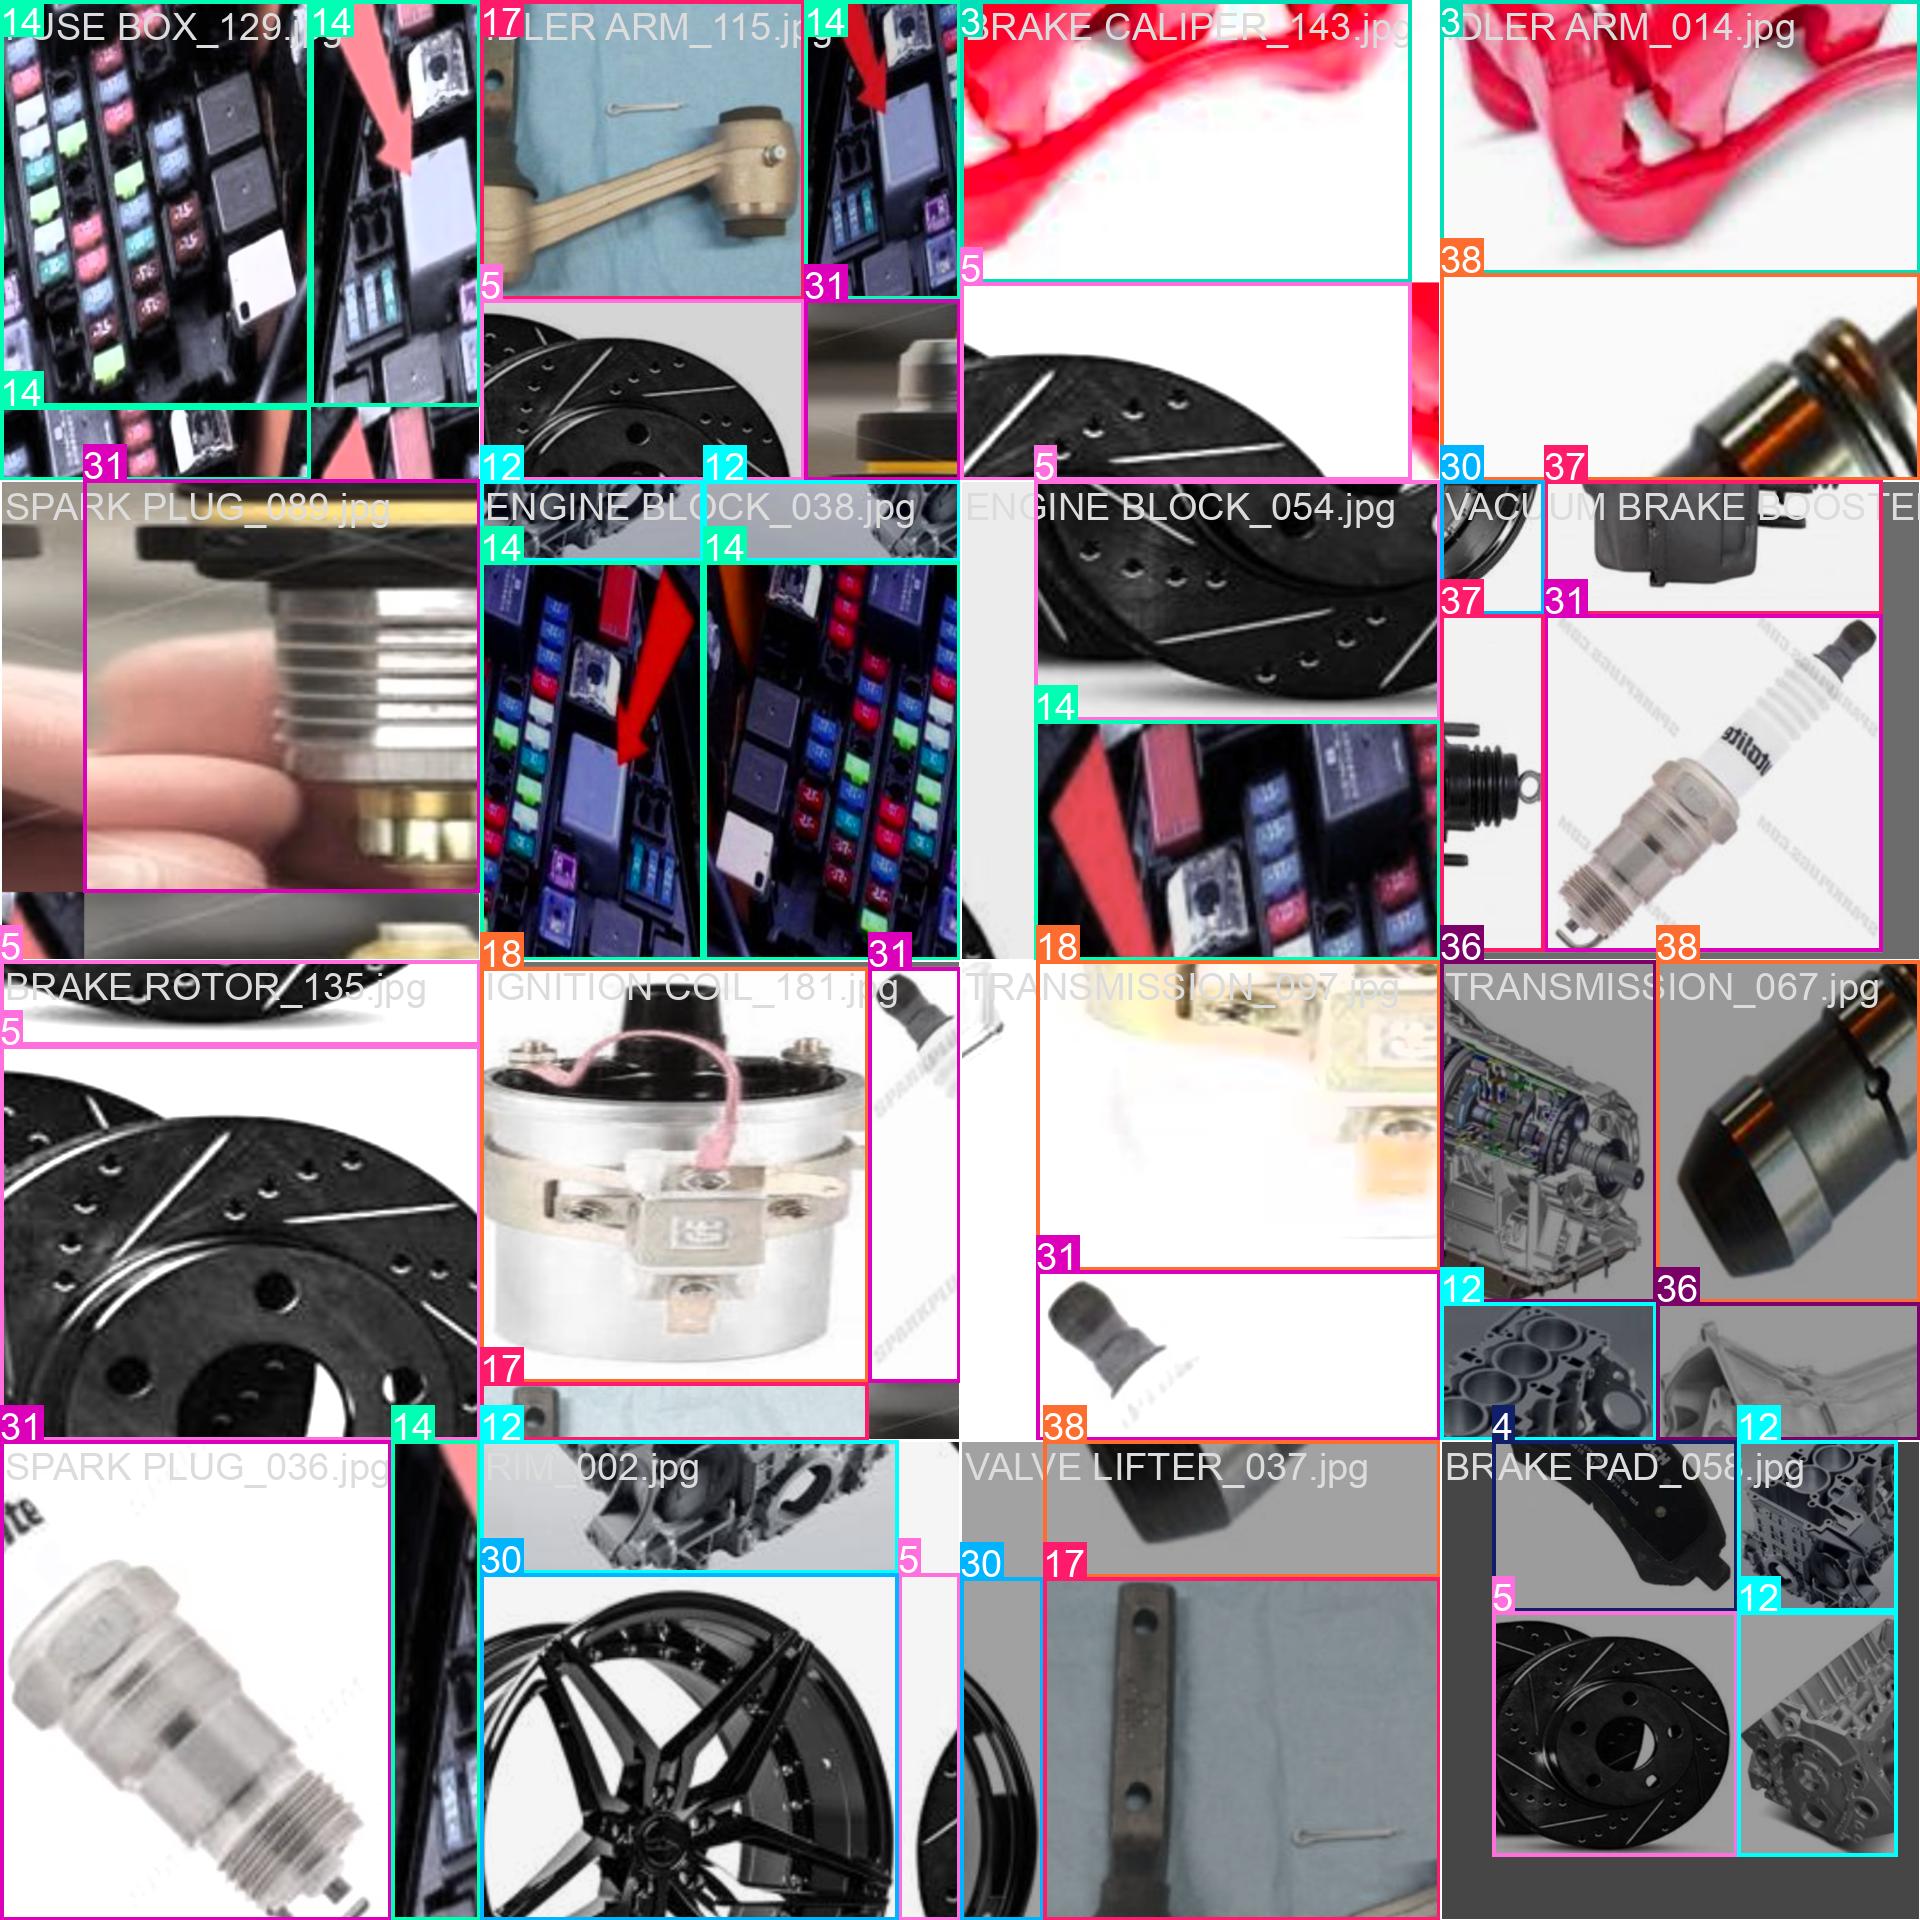 14 FUSE BOX_129.jpg 14
17 IDLER ARM_115.jpg 14
3 BRAKE CALIPER_143.jpg
3 IDLER ARM_014.jpg
38
5
31
5
14
31
12
12
5
30
37
SPARK PLUG_089.jpg
ENGINE BLOCK_038.jpg
ENGINE BLOCK_054.jpg
VACUUM BRAKE BOOSTE
14
14
37
31
14
5
18
31
18
36
38
BRAKE ROTOR_135.jpg
IGNITION COIL_181.jpg
TRANSMISSION_097.jpg
TRANSMISSION_067.jpg
5
31
12
36
17
31
14
12
38
4
12
SPARK PLUG_036.jpg
RIM_002.jpg
VALVE LIFTER_037.jpg
BRAKE PAD_058.jpg
30
5
30
17
5
12